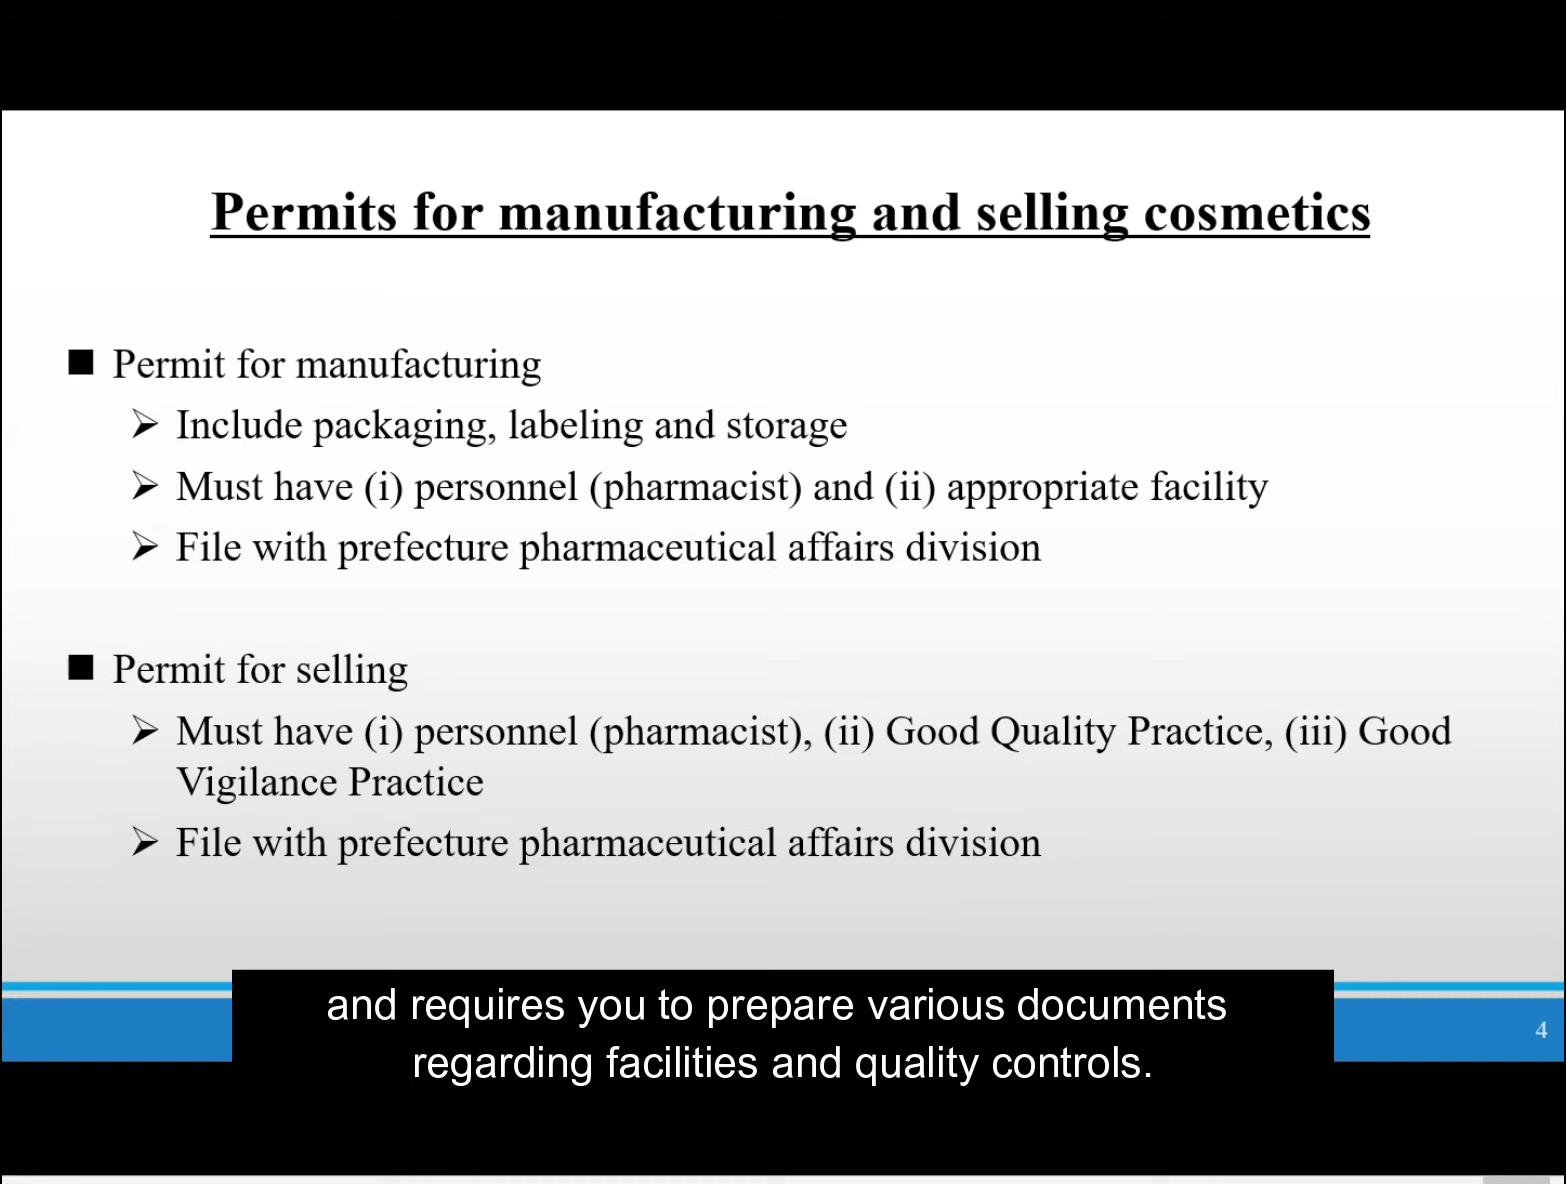 Permits for manufacturing and selling cosmetics
■ Permit for manufacturing
➢ Include packaging, labeling and storage
➢ Must have (i) personnel (pharmacist) and (ii) appropriate facility
➢ File with prefecture pharmaceutical affairs division
■ Permit for selling
➢ Must have (i) personnel (pharmacist), (ii) Good Quality Practice, (iii) Good
Vigilance Practice
➢ File with prefecture pharmaceutical affairs division
and requires you to prepare various documents
regarding facilities and quality controls.
4